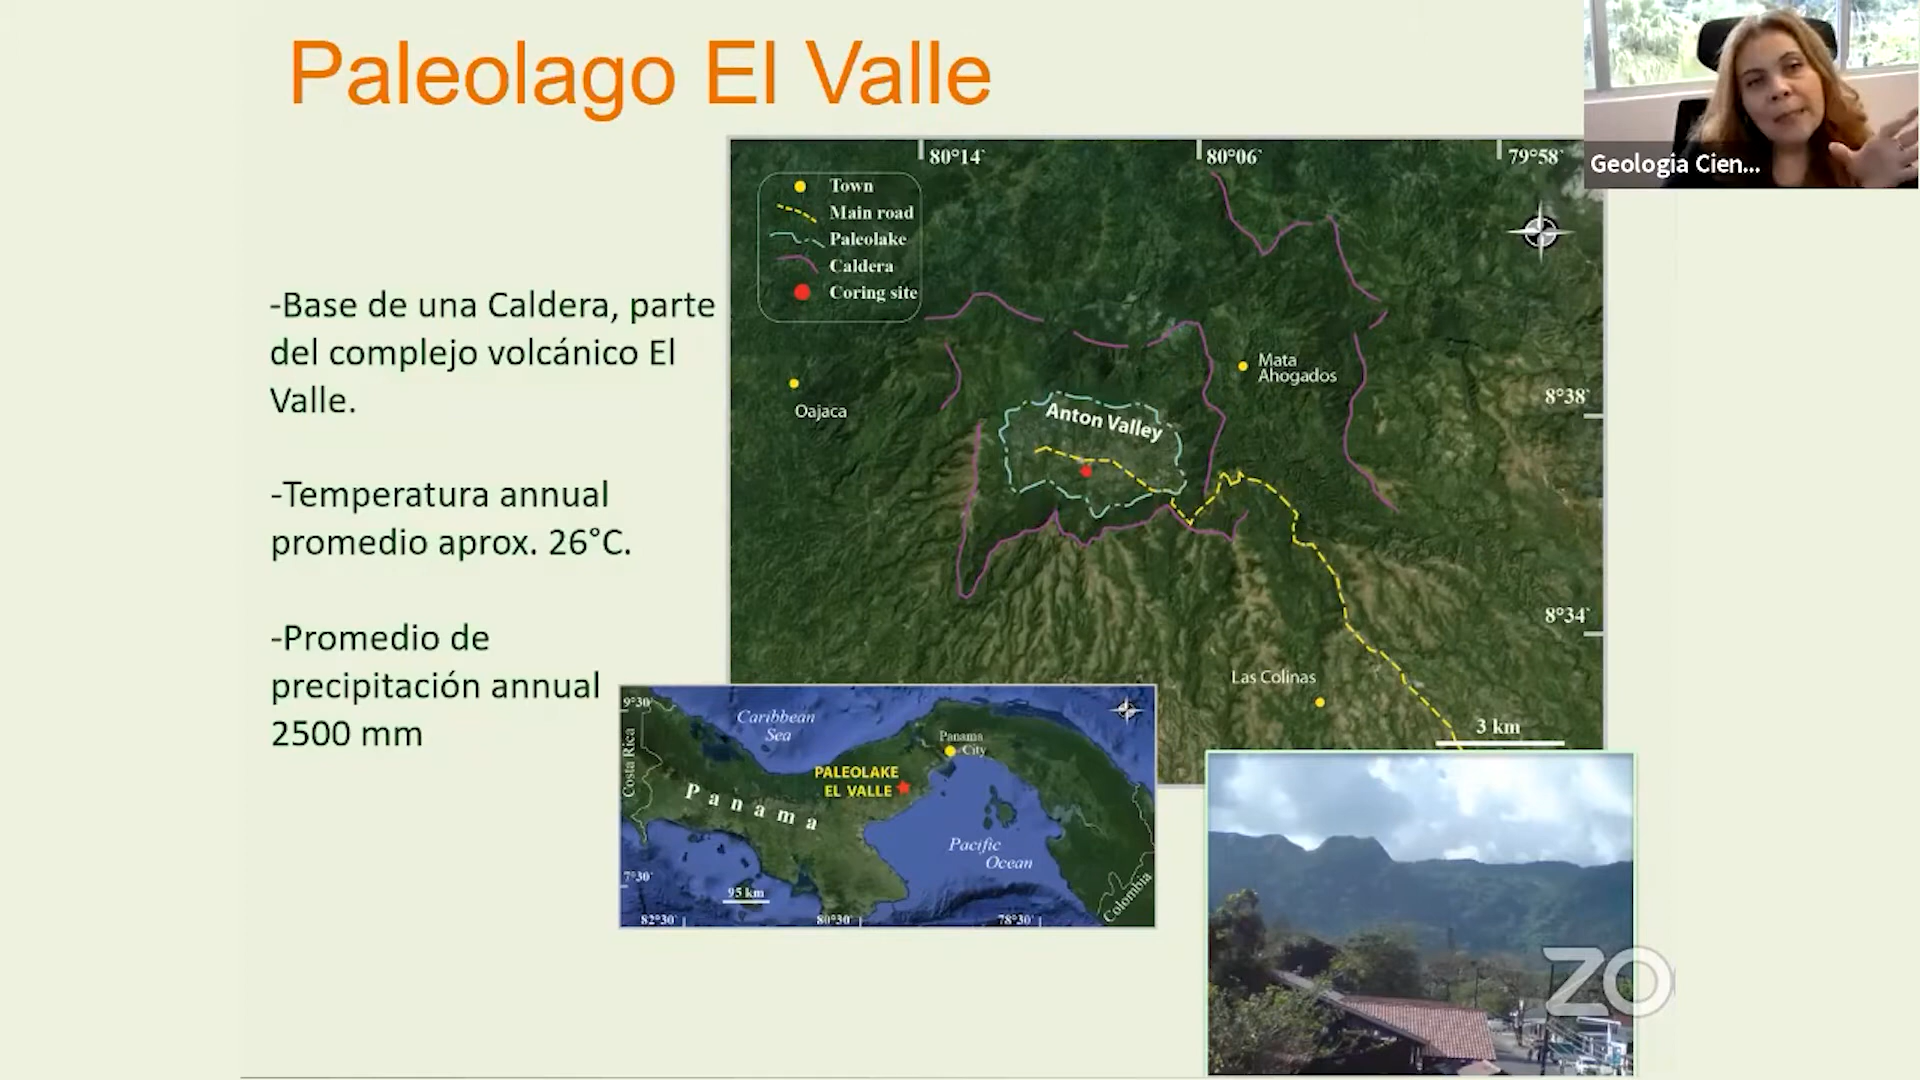 Paleolago El Valle
Geologia Cien...
-Base de una Caldera, parte
del complejo volcánico El
Valle.
-Temperatura annual
promedio aprox. 26°C.
-Promedio de
precipitación annual
2500 mm
80°14`
80°06`
79°58`
Town
Main road
Paleolake
Caldera
Coring site
Mata
Ahogados
8°38`
Oajaca
Anton Valley
8°34`
Las Colinas
3 km
9°30'
Caribbean
Sea
Costa Rica
Panama
City
PALEOLAKE
EL VALLE
Panama
Pacific
Ocean
7°30'
95 km
Colombia
82°30'
80°30'
78°30'
ZO